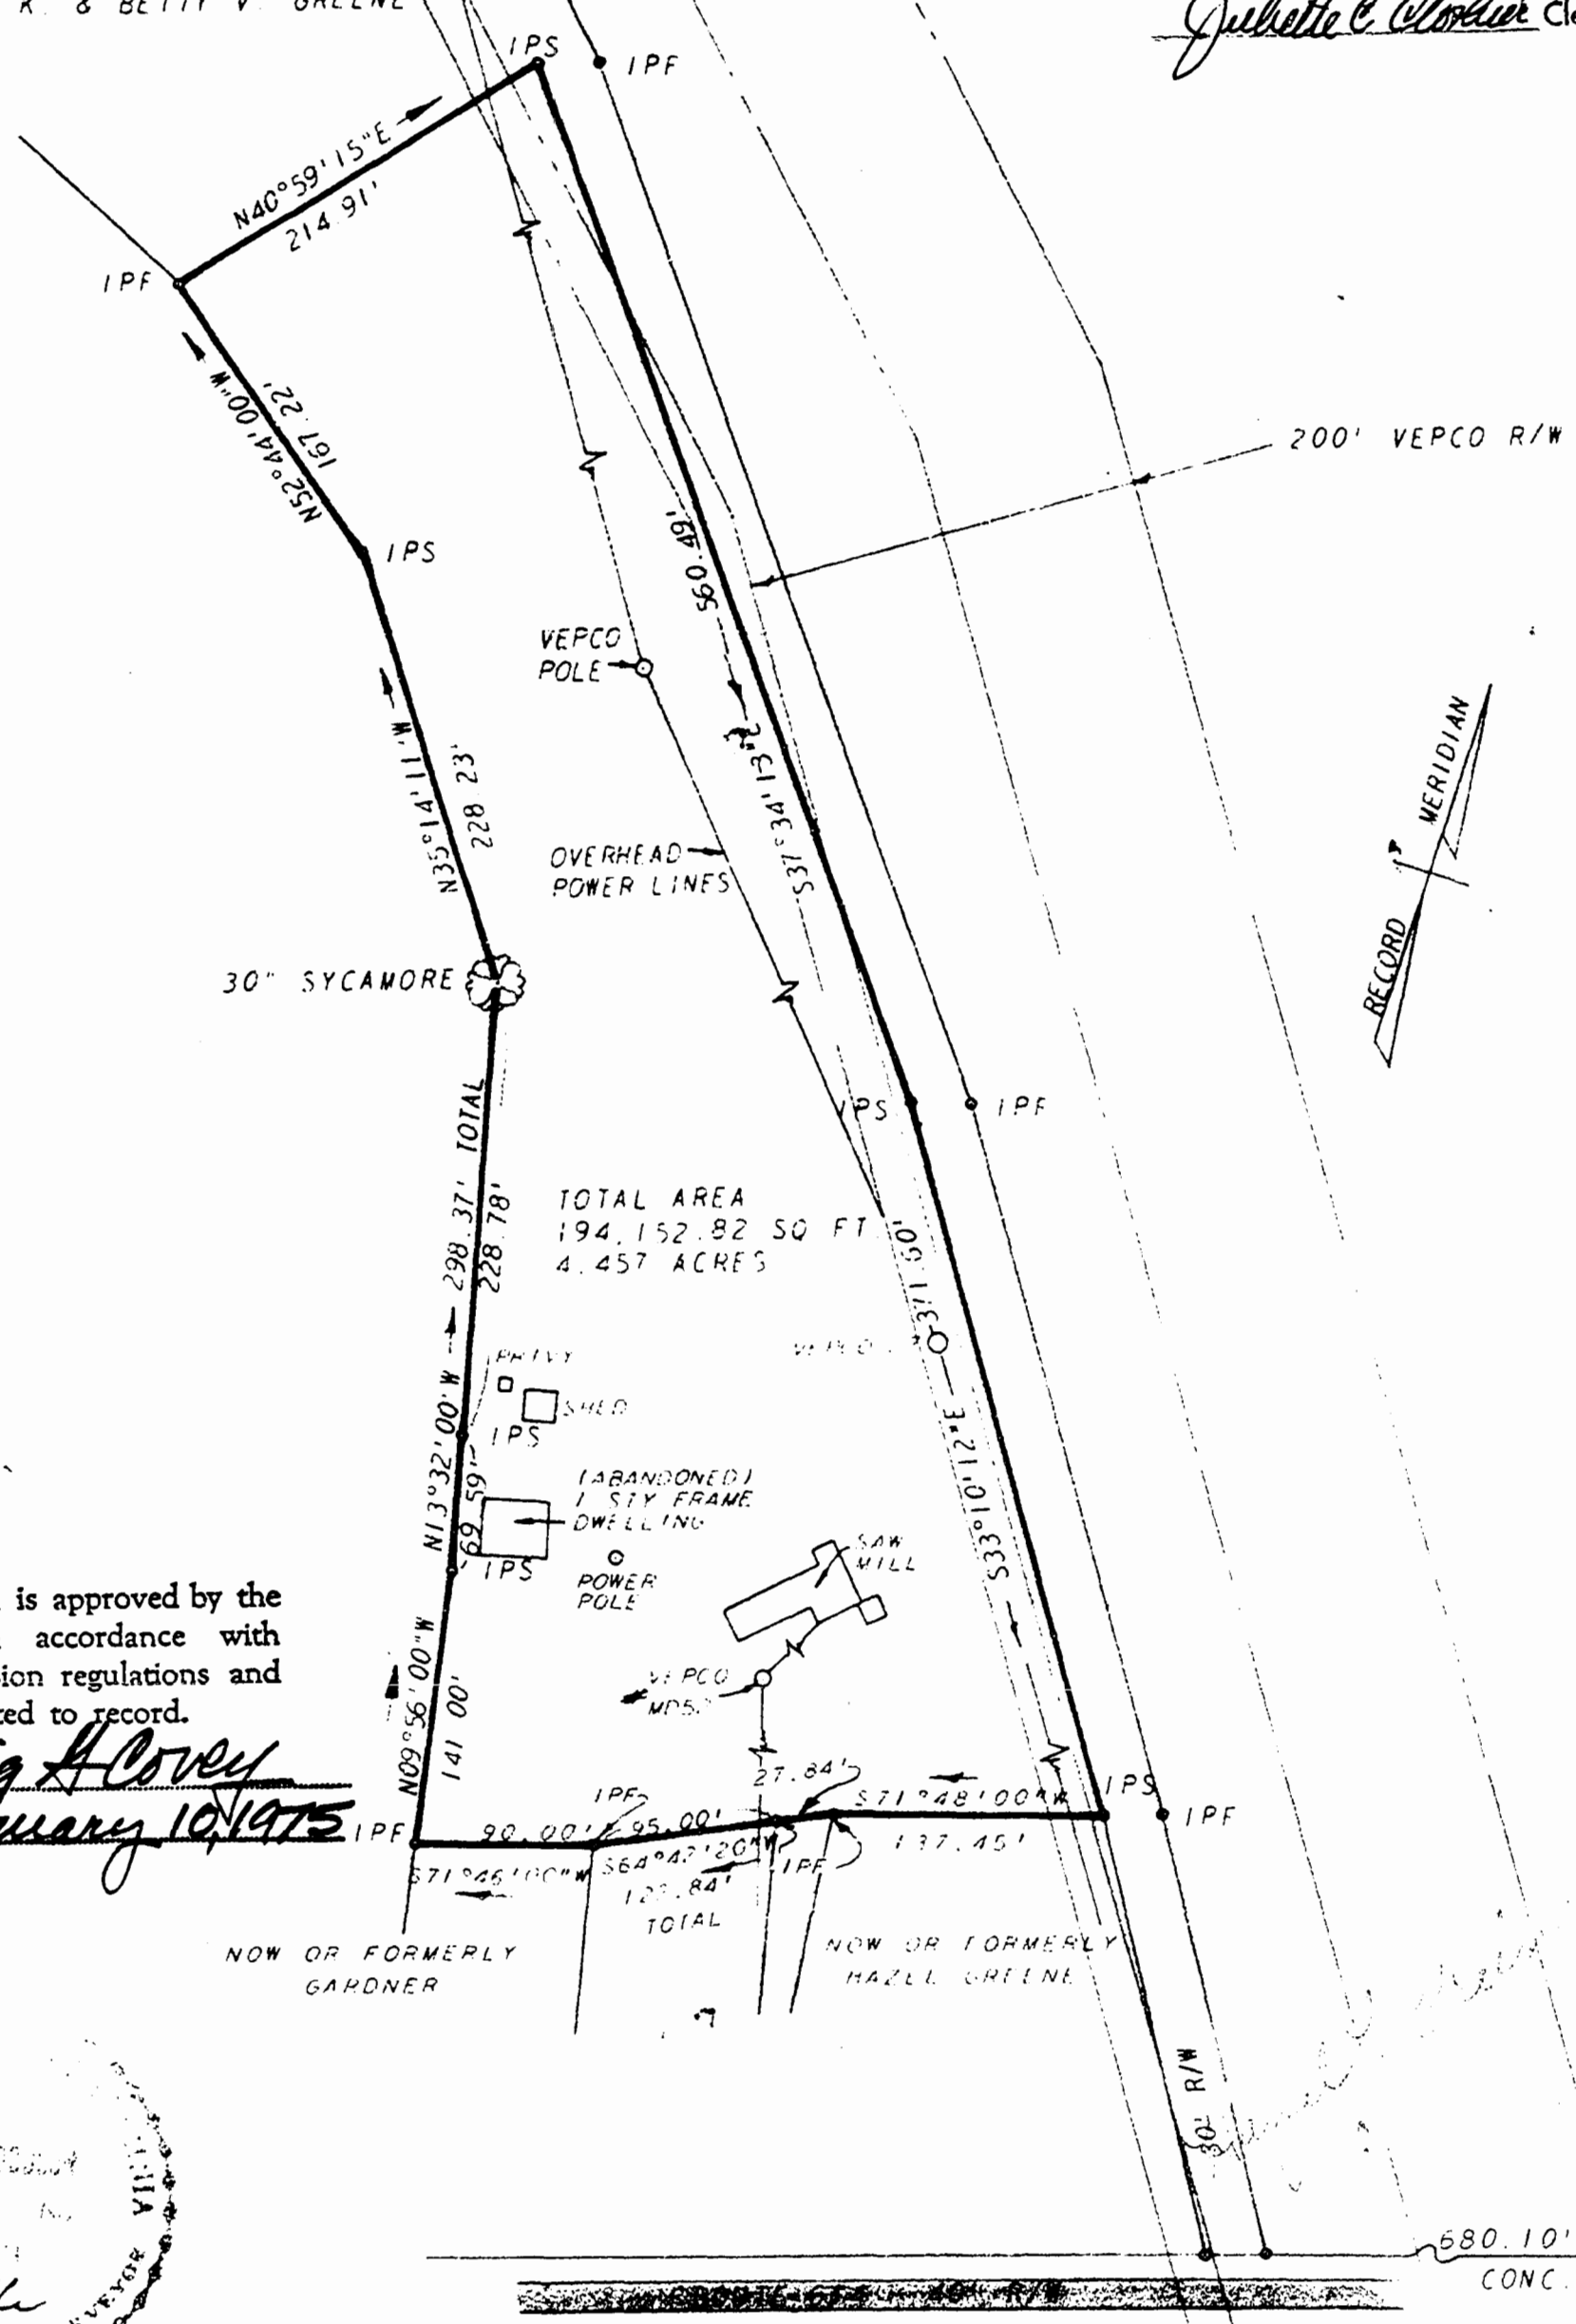 R. & BETTY V. GREENE
IPS
IPF
N40°59'15"E
214.91'
IPF
N52°44'00"W
167.22'
200' VEPCO R/W
IPS
560.49'
VEPCO
POLE
S37°34'13"E
N35°14'11"W
228.23'
RECORD MERIDIAN
OVERHEAD
POWER LINES
30" SYCAMORE
IPS
IPF
298.37' TOTAL
228.78'
TOTAL AREA
194,152.82 SQ FT
4.457 ACRES
371.60'
VEPCO
PRIVY
SHED
IPS
N13°32'00"W
69.59'
(ABANDONED)
1 STY FRAME
DWELLING
S33°10'12"E
SAW
MILL
IPS
POWER
POLE
is approved by the
accordance with
ion regulations and
ed to record.
N09°56'00"W
141.00'
VEPCO
27.84'
IPF
S71°48'00"W
IPS
IPF
H Covey
10, 1975
IPF
90.00'
95.00'
137.45'
S71°46'00"W
S64°42'20"W
IPF
TOTAL
NOW OR FORMERLY
GARDNER
NOW OR FORMERLY
HAZEL GREENE
30' R/W
680.10'
CONC.